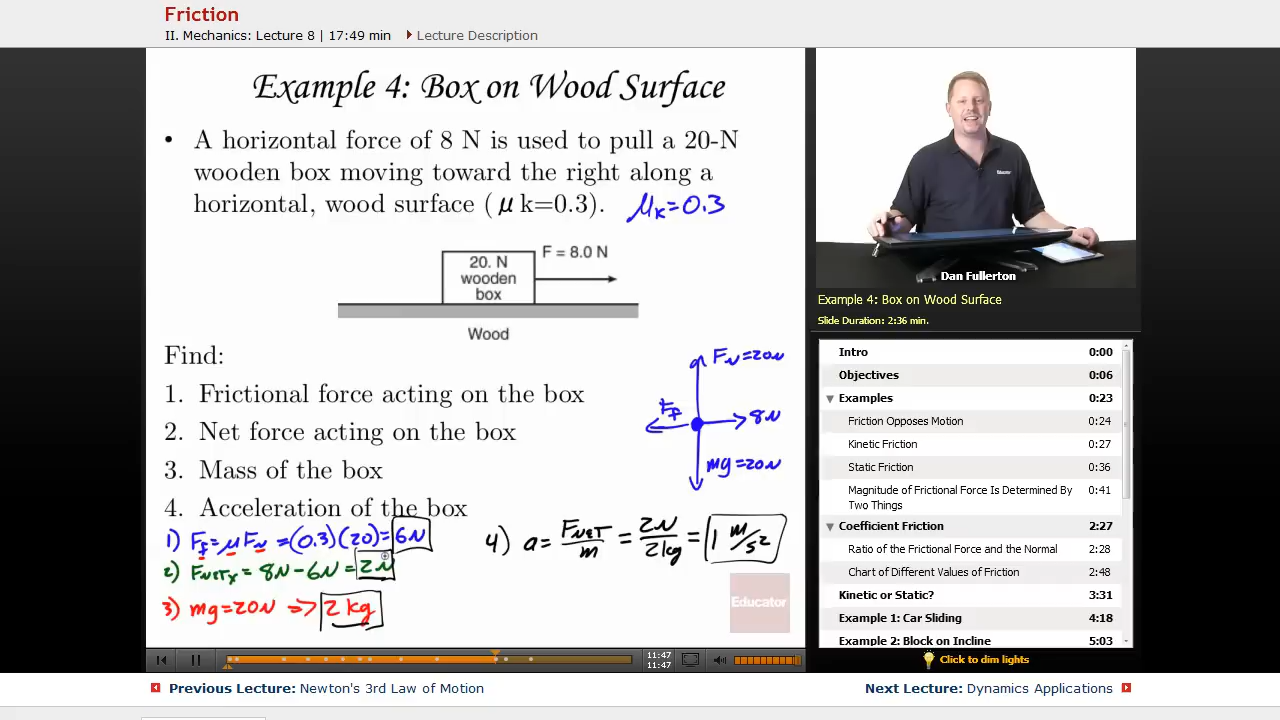 Friction
II. Mechanics: Lecture 8 | 17:49 min
Lecture Description
Example 4: Box on Wood Surface
• A horizontal force of 8 N is used to pull a 20-N
wooden box moving toward the right along a
horizontal, wood surface ( μ k=0.3).
μk=0.3
F = 8.0 N
20. N
wooden
box
Wood
Find:
1. Frictional force acting on the box
2. Net force acting on the box
3. Mass of the box
4. Acceleration of the box
FN=20N
Ff
8N
mg=20N
1) Ff=μFN=(0.3)(20)=6N
2) FNETx=8N-6N=2N
3) mg=20N => 2 kg
4) a=FNET/m=2N/2kg=1 m/s²
Educator
Educator
Dan Fullerton
Example 4: Box on Wood Surface
Slide Duration: 2:36 min.
Intro 0:00
Objectives 0:06
Examples 0:23
Friction Opposes Motion 0:24
Kinetic Friction 0:27
Static Friction 0:36
Magnitude of Frictional Force Is Determined By 0:41
Two Things
Coefficient Friction 2:27
Ratio of the Frictional Force and the Normal 2:28
Chart of Different Values of Friction 2:48
Kinetic or Static? 3:31
Example 1: Car Sliding 4:18
Example 2: Block on Incline 5:03
11:47
11:47
Click to dim lights
Previous Lecture: Newton's 3rd Law of Motion
Next Lecture: Dynamics Applications